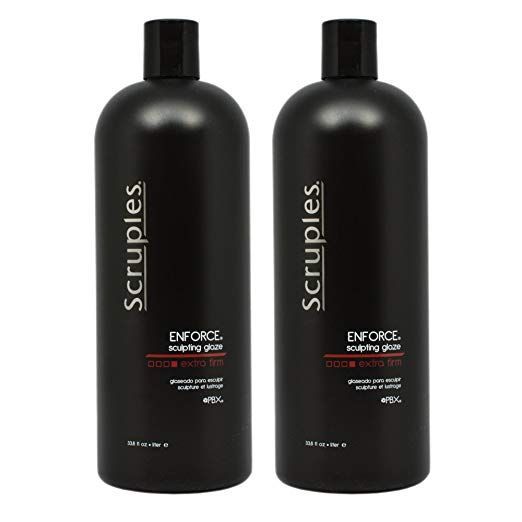 Scruples®
ENFORCE®
sculpting glaze
extra firm
glaseado para esculpir
sculpture et lustrage
PBX
33.8 fl oz • liter e
Scruples®
ENFORCE®
sculpting glaze
extra firm
glaseado para esculpir
sculpture et lustrage
PBX
33.8 fl oz • liter e